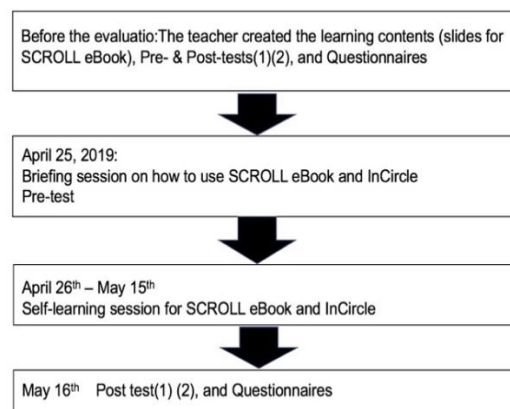 Before the evaluatio:The teacher created the learning contents (slides for
SCROLL eBook), Pre- & Post-tests(1)(2), and Questionnaires
April 25, 2019:
Briefing session on how to use SCROLL eBook and InCircle
Pre-test
April 26th – May 15th
Self-learning session for SCROLL eBook and InCircle
May 16th Post test(1) (2), and Questionnaires